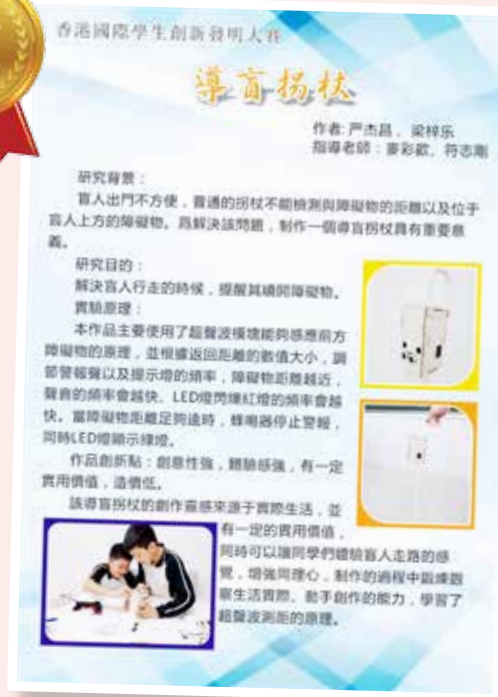 香港國際學生創新發明大賽
導盲拐杖
作者:严杰昌、梁梓乐
指導老師:麥彩歡、符志剛
研究背景:
盲人出門不方便,普通的拐杖不能檢測與障礙物的距離以及位于
盲人上方的障礙物。爲解決該問題,制作一個導盲拐杖具有重要意
義。
研究目的:
解決盲人行走的時候,提醒其繞開障礙物。
實驗原理:
本作品主要使用了超聲波模塊能夠感應前方
障礙物的原理,並根據返回距離的數值大小,調
節警報聲以及提示燈的頻率,障礙物距離越近,
聲音的頻率會越快、LED燈閃爍紅燈的頻率會越
快。當障礙物距離足夠遠時,蜂鳴器停止警報,
同時LED燈顯示綠燈。
作品創新點:創意性強,體驗感強,有一定
實用價值,造價低。
該導盲拐杖的創作靈感來源于實際生活,並
有一定的實用價值,
同時可以讓同學們體驗盲人走路的感
覺,增強同理心,制作的過程中鍛煉觀
察生活實際、動手創作的能力,學習了
超聲波測距的原理。